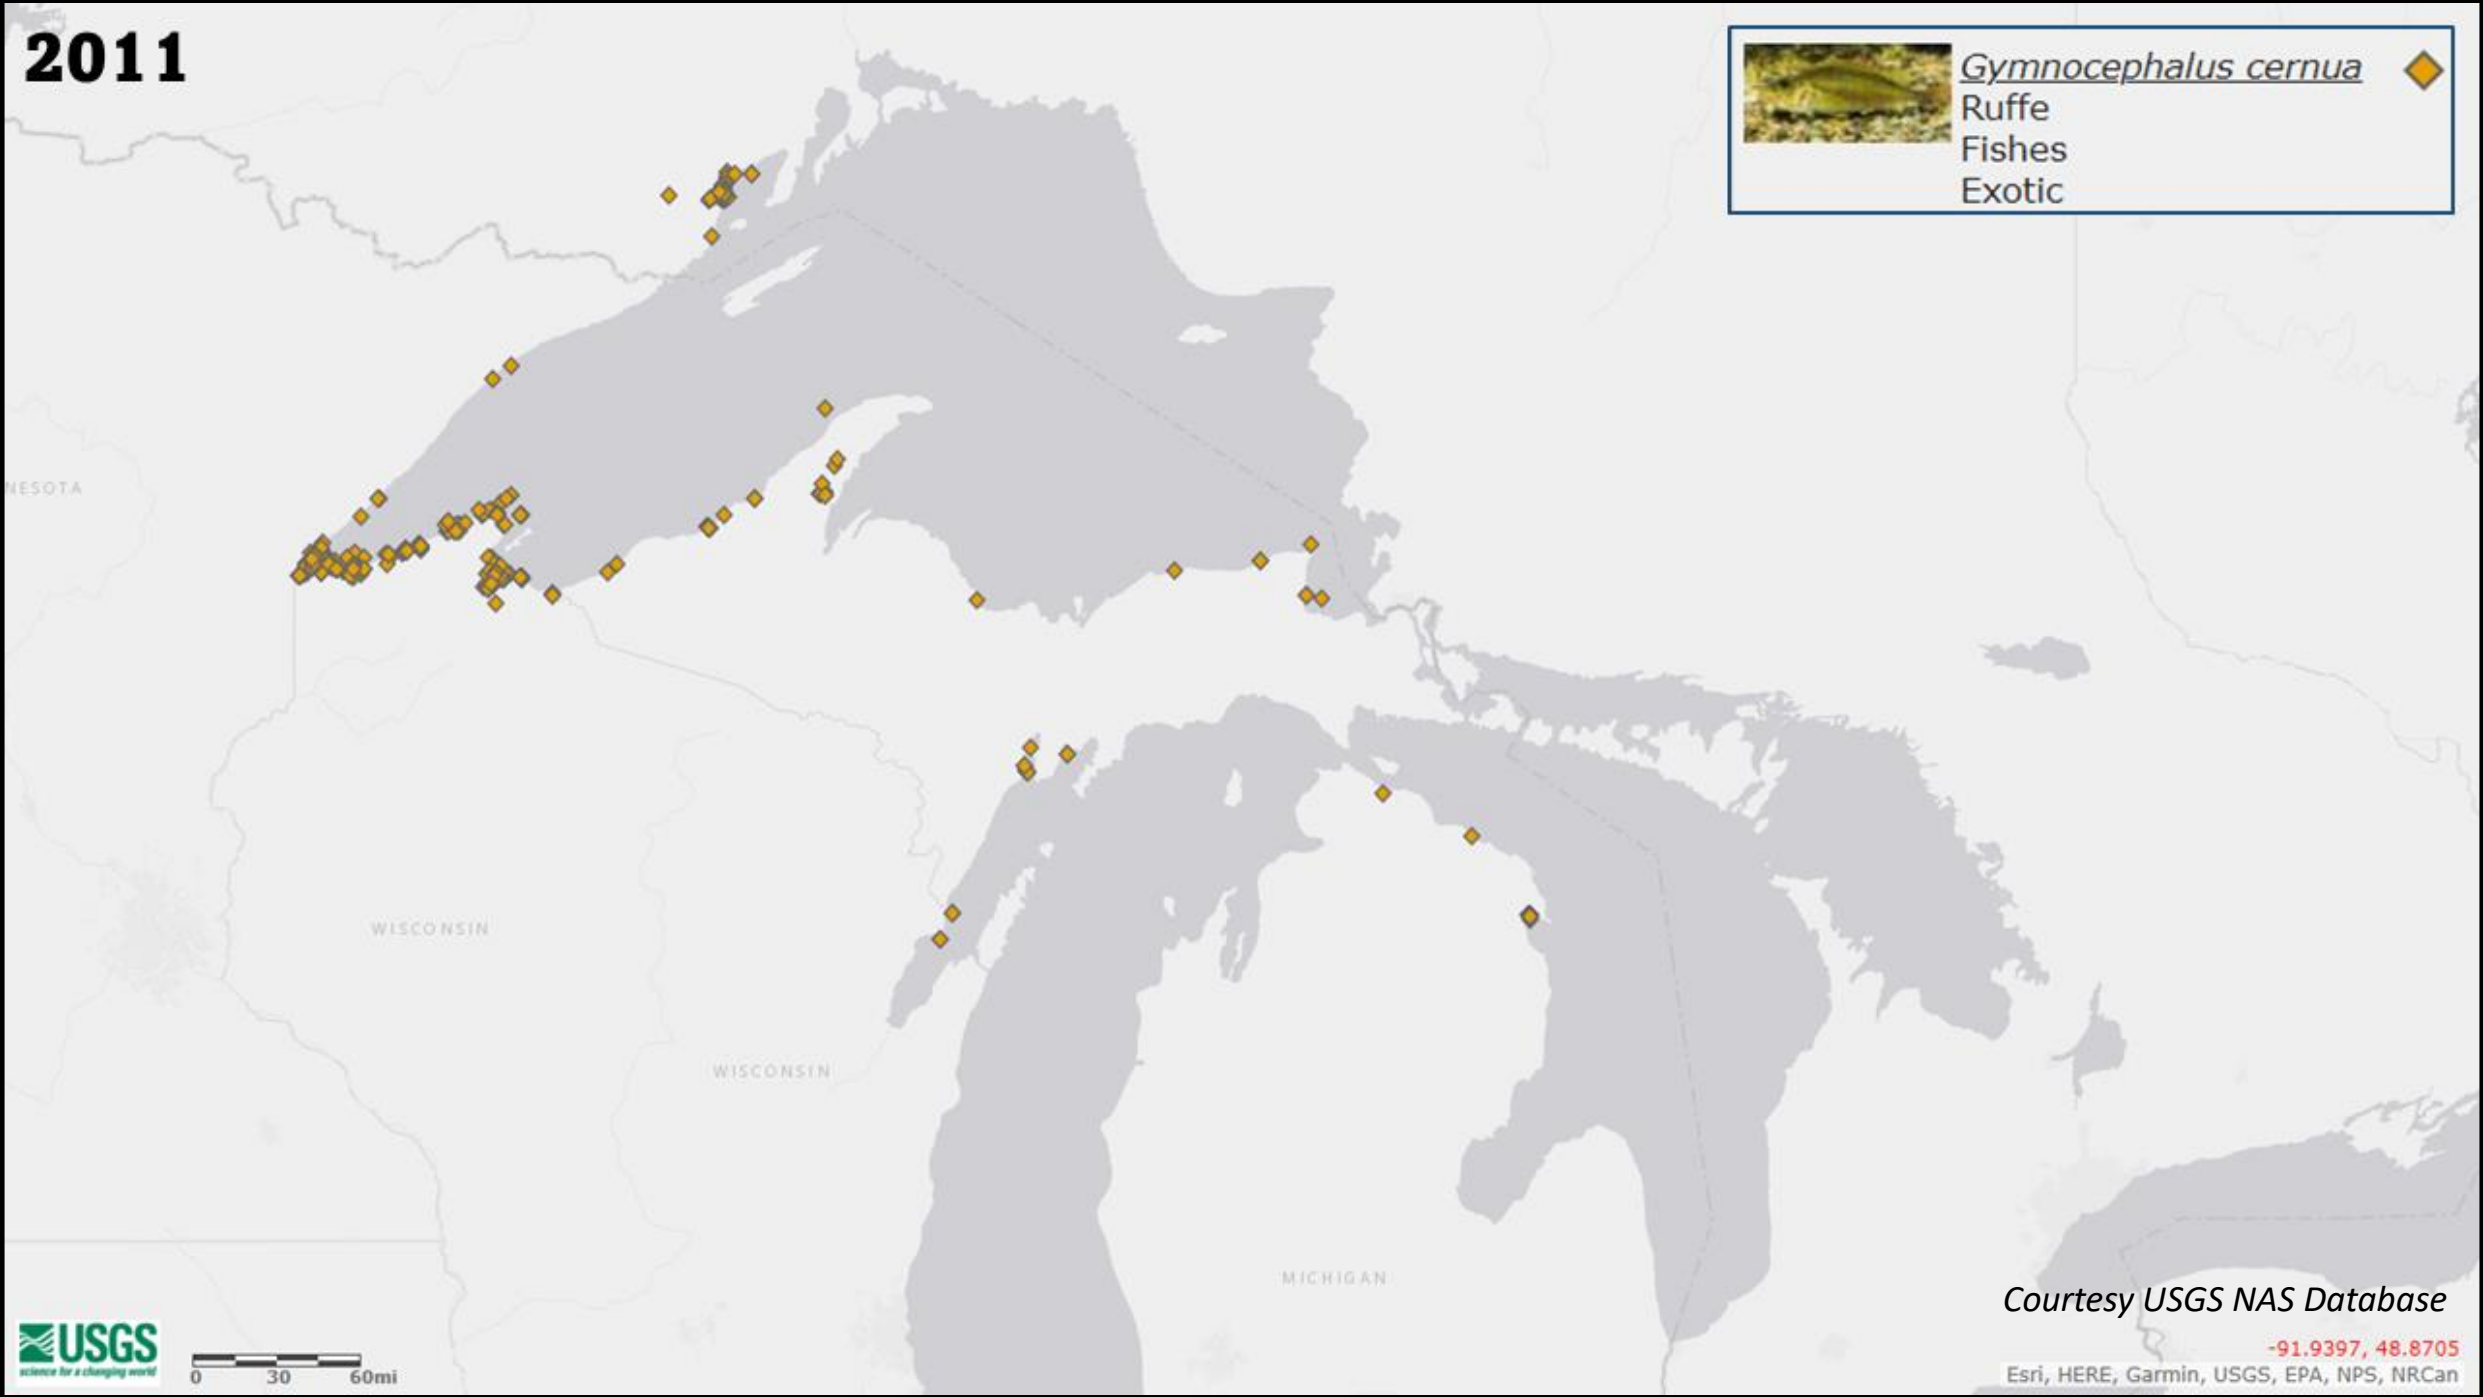 2011
Gymnocephalus cernua
Ruffe
Fishes
Exotic
NESOTA
WISCONSIN
WISCONSIN
MICHIGAN
Courtesy USGS NAS Database
USGS
science for a changing world
0 30 60mi
-91.9397, 48.8705
Esri, HERE, Garmin, USGS, EPA, NPS, NRCan